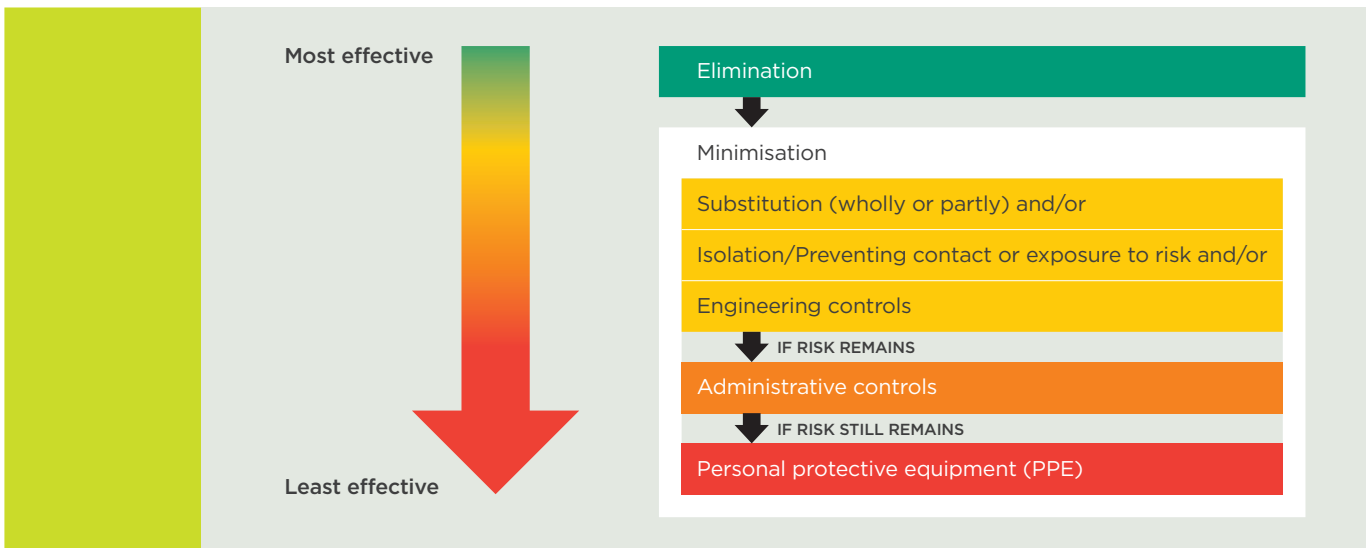 Most effective
Least effective
Elimination
Minimisation
Substitution (wholly or partly) and/or
Isolation/Preventing contact or exposure to risk and/or
Engineering controls
IF RISK REMAINS
Administrative controls
IF RISK STILL REMAINS
Personal protective equipment (PPE)